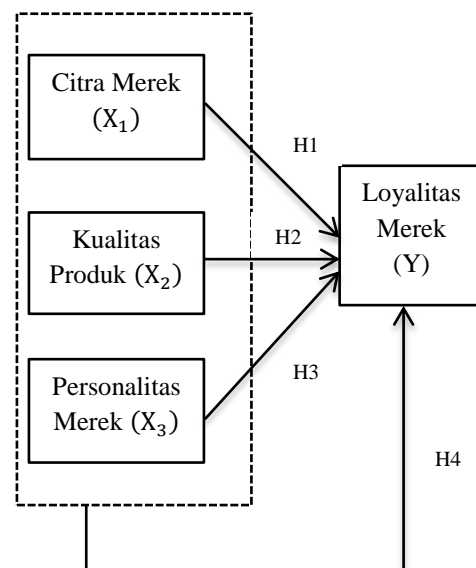 Citra Merek
(X₁)
H1
Loyalitas
Merek
(Y)
Kualitas
Produk (X₂)
H2
Personalitas
Merek (X₃)
H3
H4